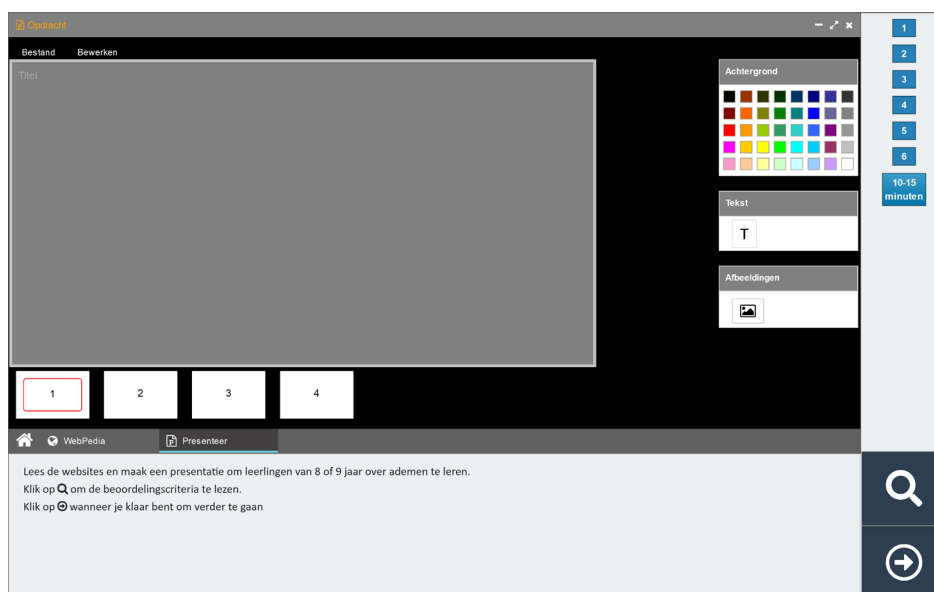 Opdracht
Bestand Bewerken
Titel
Achtergrond
Tekst
T
Afbeeldingen
1 2 3 4
WebPedia Presenteer
Lees de websites en maak een presentatie om leerlingen van 8 of 9 jaar over ademen te leren.
Klik op om de beoordelingscriteria te lezen.
Klik op wanneer je klaar bent om verder te gaan
1
2
3
4
5
6
10-15
minuten